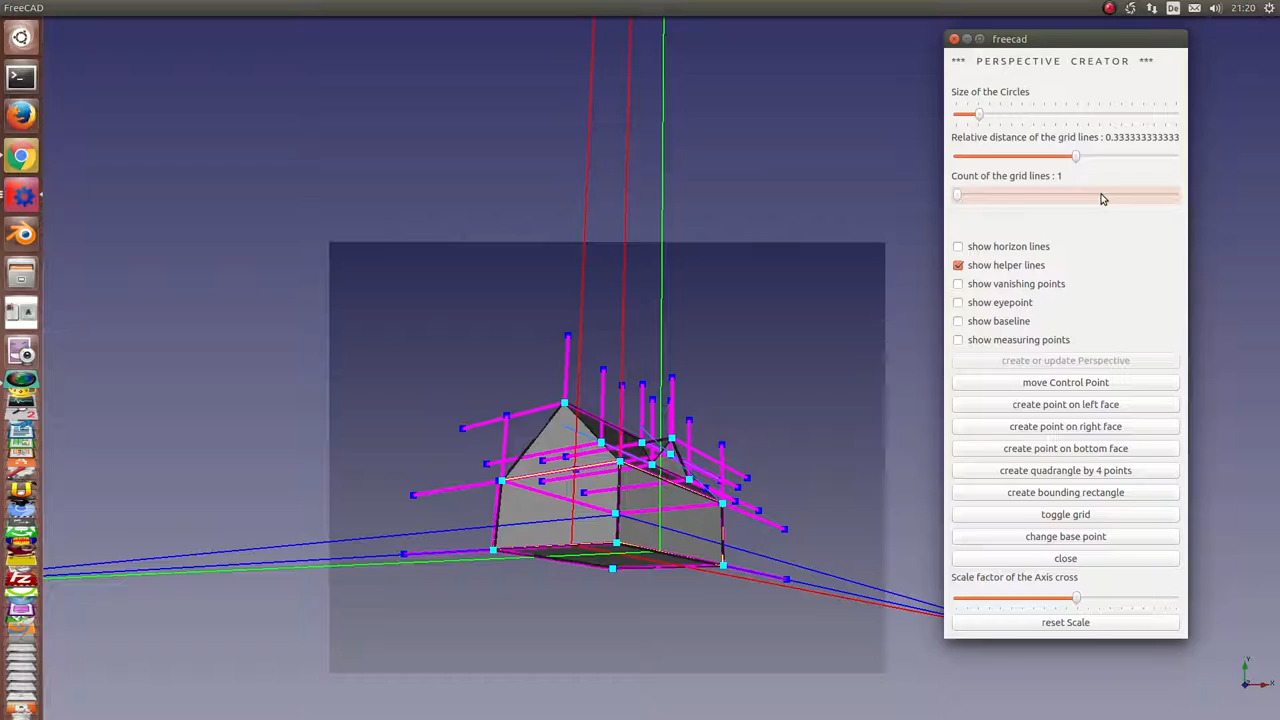 FreeCAD
De
21:20
freecad
*** PERSPECTIVE CREATOR ***
Size of the Circles
Relative distance of the grid lines : 0.333333333333
Count of the grid lines : 1
show horizon lines
show helper lines
show vanishing points
show eyepoint
show baseline
show measuring points
create or update Perspective
move Control Point
create point on left face
create point on right face
create point on bottom face
create quadrangle by 4 points
create bounding rectangle
toggle grid
change base point
close
Scale factor of the Axis cross
reset Scale
Y
X